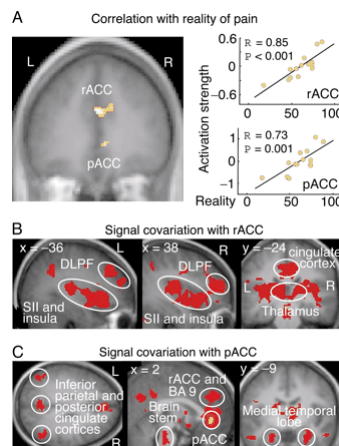 A Correlation with reality of pain
L R
rACC
pACC
0.6
R = 0.85
P < 0.001
−0.6
rACC
0 50 100
Activation strength
1
R = 0.73
P = 0.001
−1
pACC
Reality 0 50 100
B Signal covariation with rACC
x = −36 L
DLPF
SII and
insula
x = 38 R
DLPF
SII and insula
y = −24
cingulate
cortex
L R
Thalamus
C Signal covariation with pACC
L
Inferior
parietal and
posterior
cingulate
cortices
R
x = 2
rACC and
BA 9
Brain
stem
pACC
y = −9
Medial temporal
lobe